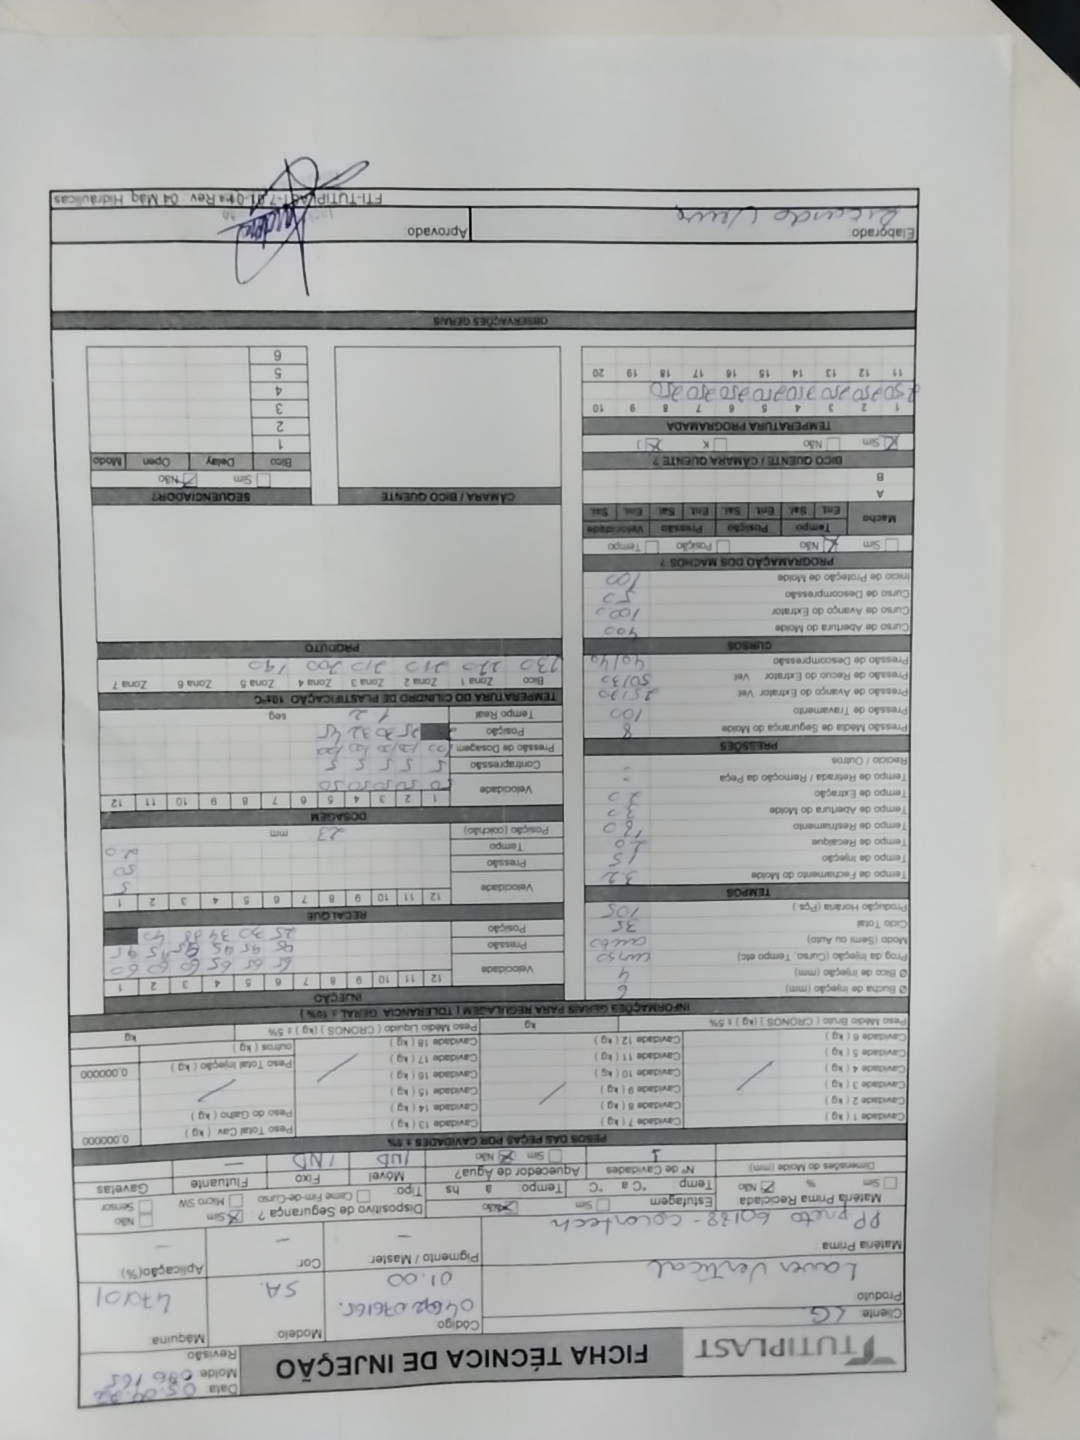 TUTIPLAST
FICHA TÉCNICA DE INJEÇÃO
Data: 05.04.22
Molde: 076165
Revisão:
Cliente: LG
Código: 04692.076165.01.00
Modelo: SA.
Máquina: 470/01
Produto: Lauver Vertical
Matéria Prima: PP preto 60188 - colortech
Pigmento / Master: —
Cor: —
Aplicação(%): —
Matéria Prima Reciclada: Sim % Não
Estufagem Sim Não
Temp. °C a °C Tempo: à hs
Dispositivo de Segurança ? Sim Não
Tipo: Came Fim-de-Curso Micro SW Sensor
Dimensões do Molde (mm)
Nº de Cavidades 1
Aquecedor de Água? Sim Não
Móvel IND Fixo IND Flutuante — Gavetas
PESOS DAS PEÇAS POR CAVIDADES ± 5%
Cavidade 1 ( kg ) Cavidade 7 ( kg ) Cavidade 13 ( kg ) Peso Total Cav. ( kg ) 0,000000
Cavidade 2 ( kg ) Cavidade 8 ( kg ) Cavidade 14 ( kg ) Peso do Galho ( kg )
Cavidade 3 ( kg ) Cavidade 9 ( kg ) Cavidade 15 ( kg )
Cavidade 4 ( kg ) Cavidade 10 ( kg ) Cavidade 16 ( kg )
Cavidade 5 ( kg ) Cavidade 11 ( kg ) Cavidade 17 ( kg ) Peso Total Injeção ( kg ) 0,000000
Cavidade 6 ( kg ) Cavidade 12 ( kg ) Cavidade 18 ( kg ) outros ( kg )
Peso Médio Bruto ( CRONOS ) (kg ) ± 5% kg Peso Médio Liquido ( CRONOS ) (kg ) ± 5% kg
INFORMAÇÕES GERAIS PARA REGULAGEM ( TOLERÂNCIA GERAL ± 10% )
Ø Bucha de Injeção (mm) 6
Ø Bico de Injeção (mm) 4
Prog da Injeção (Curso, Tempo etc) curso
Modo (Semi ou Auto) auto
Ciclo Total 35
Produção Horária (Pçs.) 105
TEMPOS
Tempo de Fechamento do Molde 3.2
Tempo de Injeção 15
Tempo de Recalque 2.0
Tempo de Resfriamento
Tempo de Abertura do Molde 3.0
Tempo de Extração 2.0
Tempo de Retirada / Remoção da Peça -
Reciclo / Outros -
PRESSÕES
Pressão Média de Segurança do Molde 8
Pressão de Travamento 100
Pressão de Avanço do Extrator Vel:
Pressão de Recuo do Extrator Vel: 50/30
Pressão de Descompressão 40/40
CURSOS
Curso de Abertura do Molde 400
Curso de Avanço do Extrator
Curso de Descompressão 50
Inicio de Proteção de Molde 100
PROGRAMAÇÃO DOS MACHOS ?
Sim Não Posição Tempo
Macho Tempo Posição Pressão Velocidade
Ent. Sai. Ent. Sai. Ent. Sai. Ent. Sai.
A
B
BICO QUENTE / CÂMARA QUENTE ?
Sim Não K J
TEMPERATURA PROGRAMADA
1 2 3 4 5 6 7 8 9 10
250 250 250 250 250 250 250 250
11 12 13 14 15 16 17 18 19 20
INJEÇÃO
12 11 10 9 8 7 6 5 4 3 2 1
Velocidade 65 65 65 60 60 60
Pressão 95 95 95 95 95 95
Posição 25 30 34 38 40
RECALQUE
12 11 10 9 8 7 6 5 4 3 2 1
Velocidade 5
Pressão 50
Tempo 2.0
Posição (colchão) 23 mm
DOSAGEM
1 2 3 4 5 6 7 8 9 10 11 12
Velocidade 50 50 50 50 50
Contrapressão 5 5 5 5 5
Pressão de Dosagem
Posição 25 30 32 45
Tempo Real 12 seg
TEMPERATURA DO CILINDRO DE PLASTIFICAÇÃO 10±°C
Bico Zona 1 Zona 2 Zona 3 Zona 4 Zona 5 Zona 6 Zona 7
230 220 210 210 200 190
PRODUTO
CÂMARA / BICO QUENTE
SEQUENCIADOR?
Sim Não
Bico Delay Open Modo
1
2
3
4
5
6
OBSERVAÇÕES GERAIS
Elaborado: Ricardo
Aprovado:
FTI-TUTIPLAST-7.01-01 Rev. 04 Máq. Hidráulicas